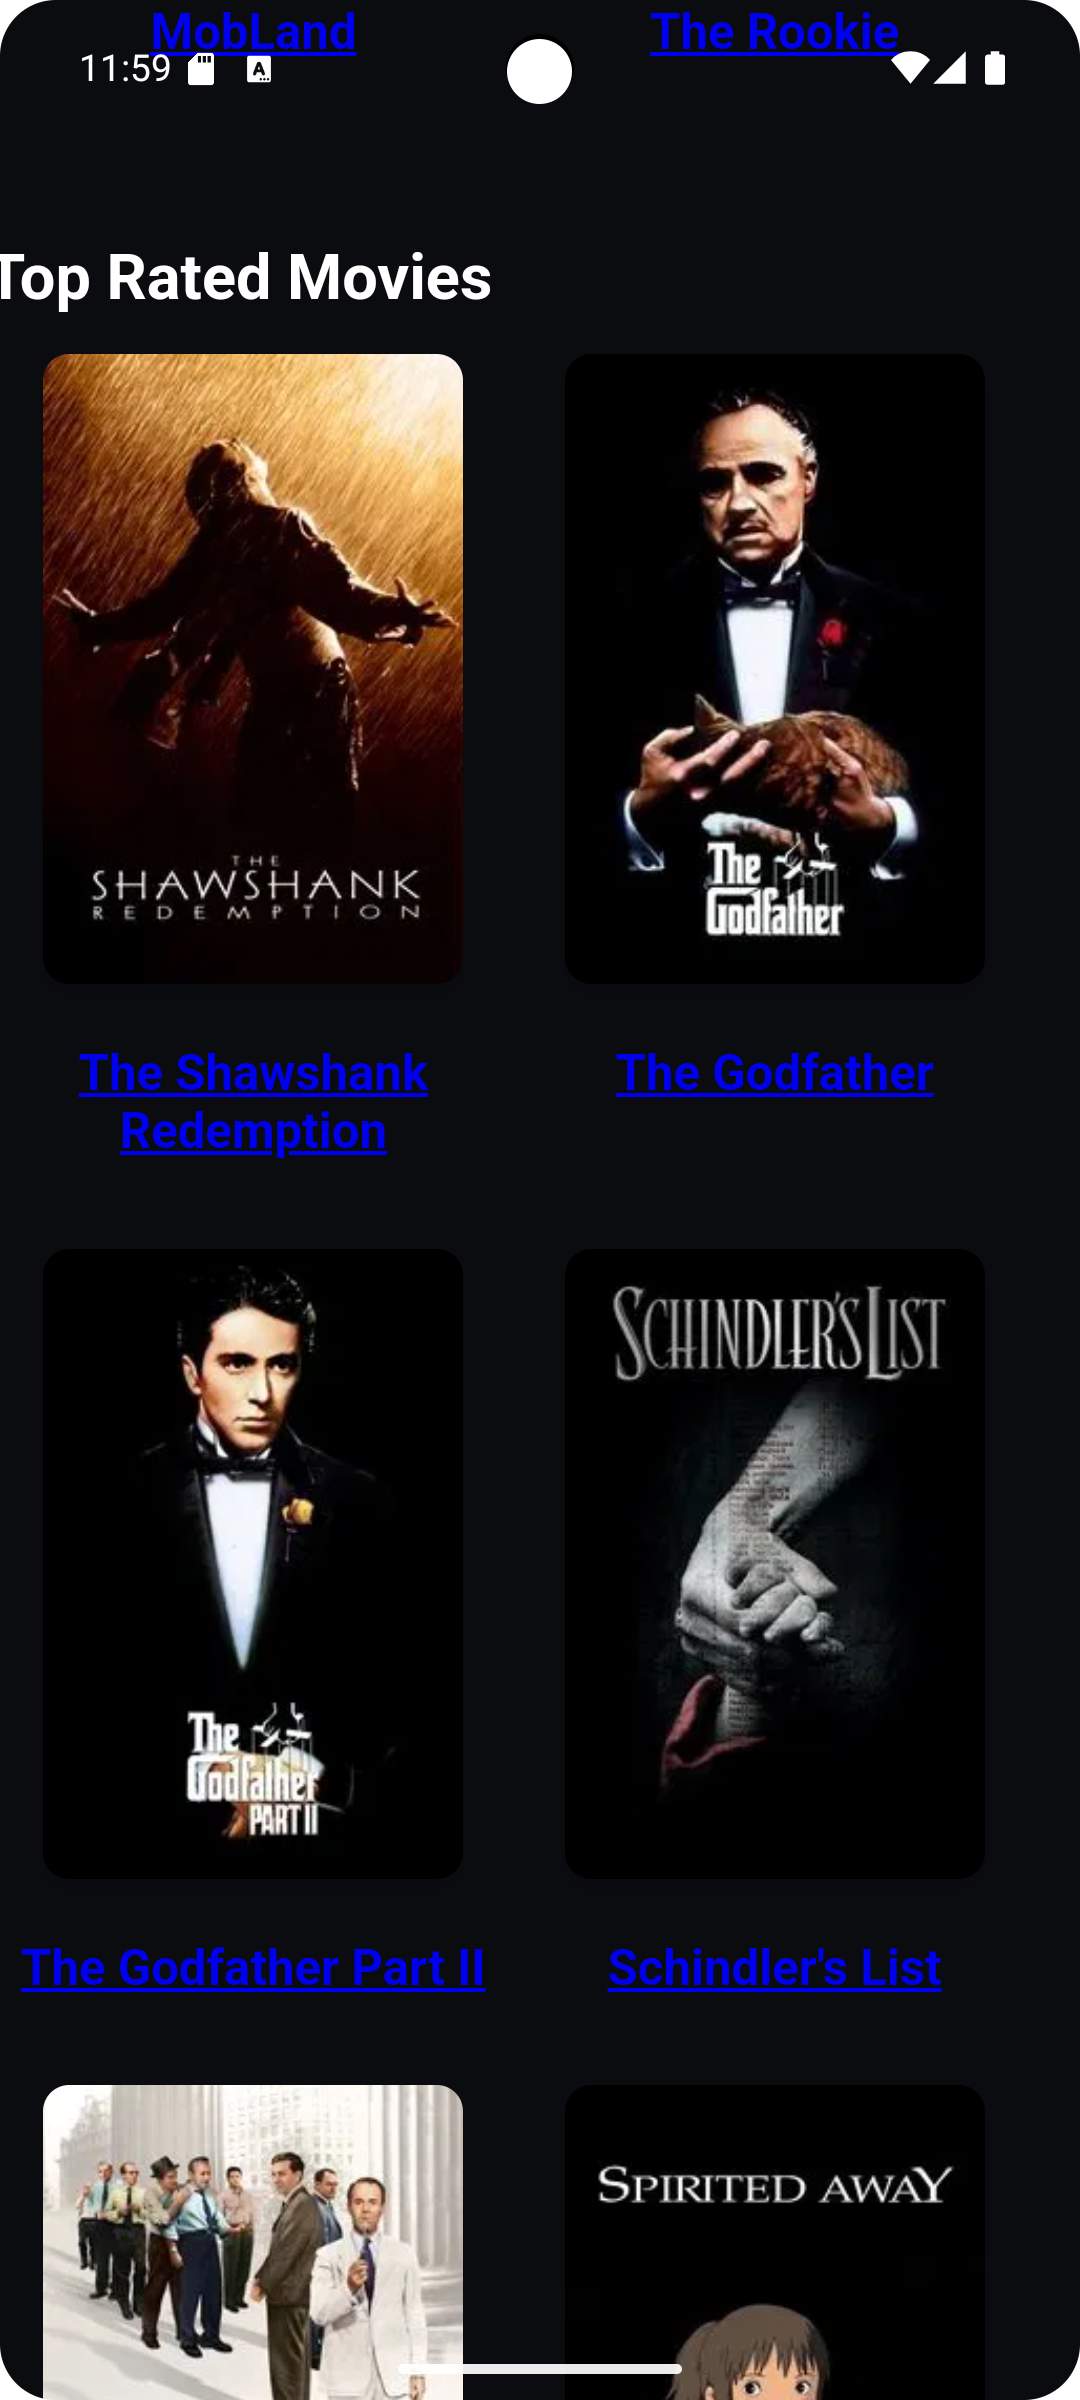 MobLand
The Rookie
11:59
Top Rated Movies
THE
SHAWSHANK
REDEMPTION
The
Godfather
The Shawshank
Redemption
The Godfather
The
Godfather
PART II
SCHINDLER'S LIST
The Godfather Part II
Schindler's List
SPIRITED AWAY